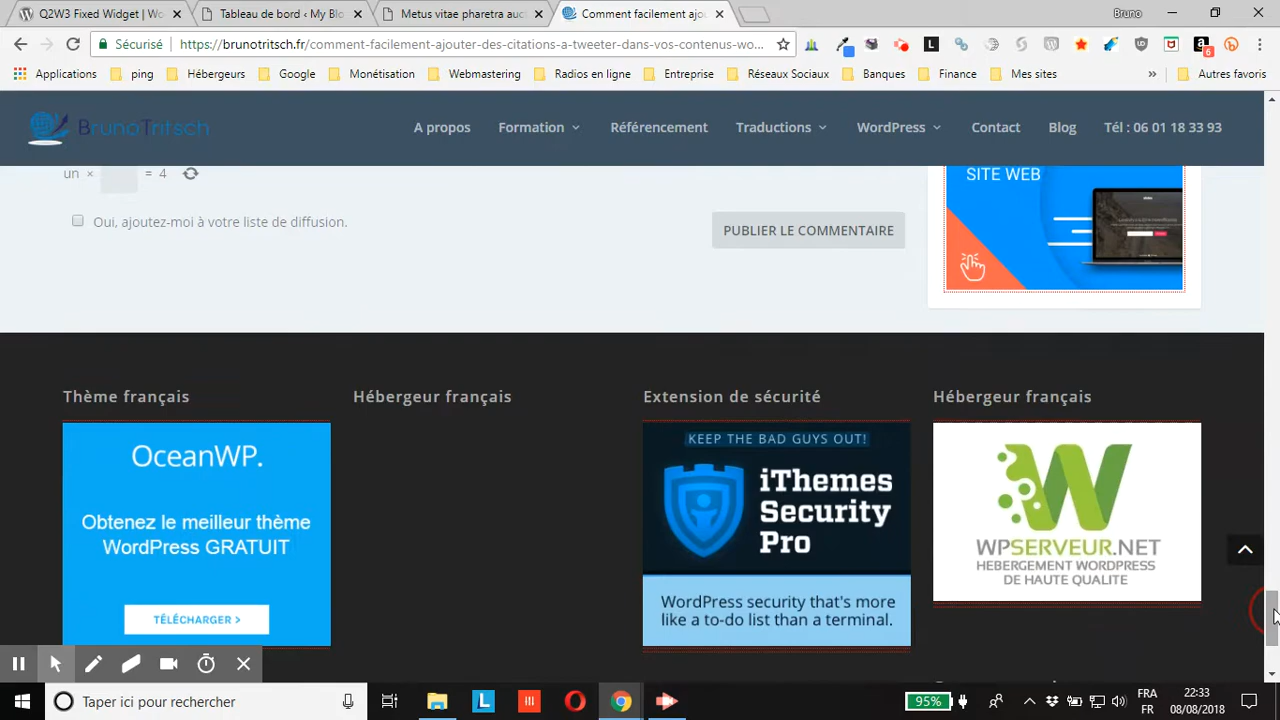 Q2W3 Fixed Widget | Wo
Tableau de bord ‹ My Blo
Metus vitae pharetra auc
Comment facilement ajou
Bruno
Sécurisé
https://brunotritsch.fr/comment-facilement-ajouter-des-citations-a-tweeter-dans-vos-contenus-wo...
6
Applications
ping
Hébergeurs
Google
Monétisation
Webmastering
Radios en ligne
Entreprise
Réseaux Sociaux
Banques
Finance
Mes sites
»
Autres favoris
BrunoTritsch
A propos
Formation
Référencement
Traductions
WordPress
Contact
Blog
Tél : 06 01 18 33 93
un × = 4
SITE WEB
Oui, ajoutez-moi à votre liste de diffusion.
PUBLIER LE COMMENTAIRE
Thème français
Hébergeur français
Extension de sécurité
Hébergeur français
OceanWP.
Obtenez le meilleur thème
WordPress GRATUIT
TÉLÉCHARGER >
KEEP THE BAD GUYS OUT!
iThemes
Security
Pro
WordPress security that's more
like a to-do list than a terminal.
W
WPSERVEUR.NET
HEBERGEMENT WORDPRESS
DE HAUTE QUALITE
Taper ici pour rechercher
95%
FRA
FR
22:33
08/08/2018